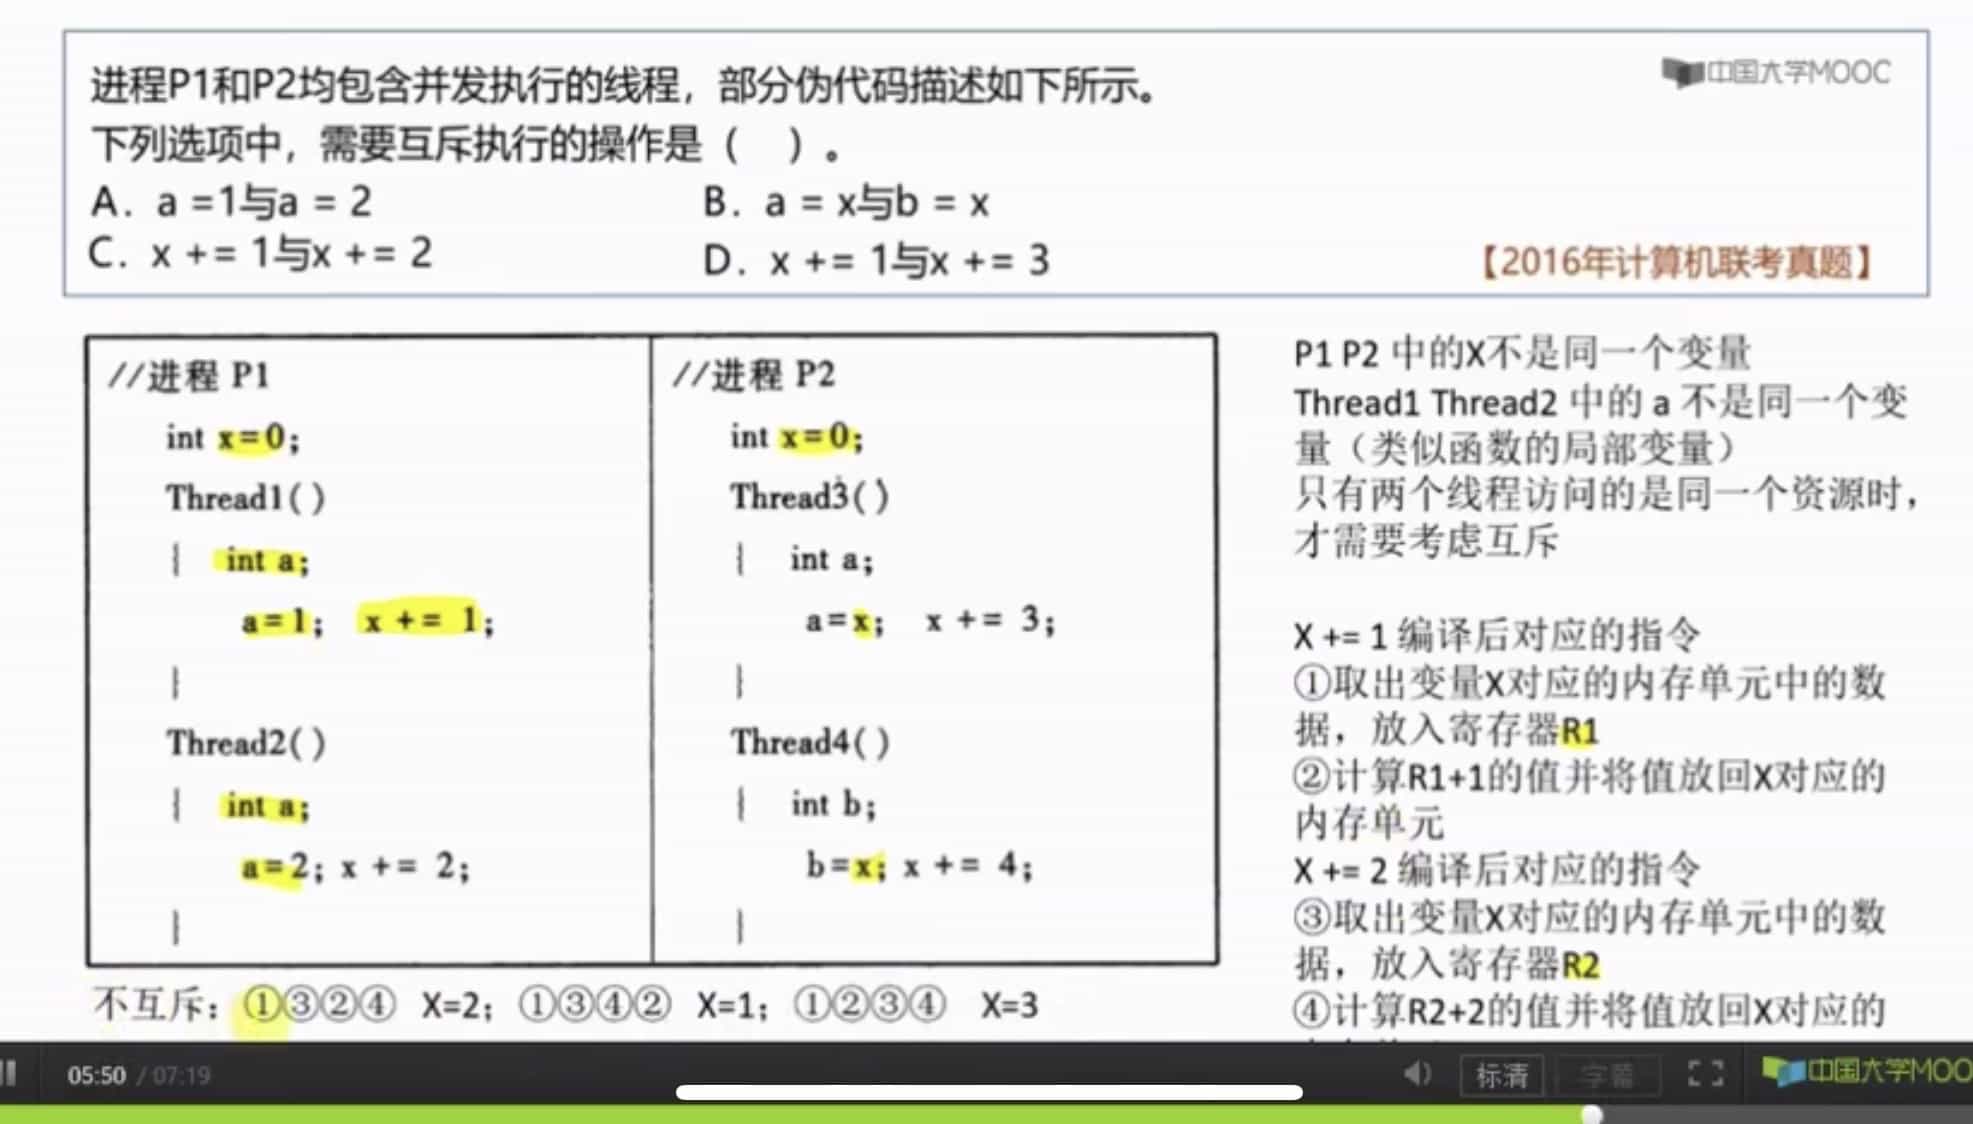 进程P1和P2均包含并发执行的线程，部分伪代码描述如下所示。
中国大学MOOC
下列选项中，需要互斥执行的操作是（　）。
A. a =1与a = 2
B. a = x与b = x
C. x += 1与x += 2
D. x += 1与x += 3
【2016年计算机联考真题】
//进程 P1
int x=0;
Thread1( )
{ int a;
a=1; x += 1;
}
Thread2( )
{ int a;
a=2; x += 2;
}
//进程 P2
int x=0;
Thread3( )
{ int a;
a=x; x += 3;
}
Thread4( )
{ int b;
b=x; x += 4;
}
P1 P2 中的X不是同一个变量
Thread1 Thread2 中的 a 不是同一个变
量（类似函数的局部变量）
只有两个线程访问的是同一个资源时，
才需要考虑互斥
X += 1 编译后对应的指令
①取出变量X对应的内存单元中的数
据，放入寄存器R1
②计算R1+1的值并将值放回X对应的
内存单元
X += 2 编译后对应的指令
③取出变量X对应的内存单元中的数
据，放入寄存器R2
④计算R2+2的值并将值放回X对应的
不互斥：①③②④ X=2；①③④② X=1；①②③④ X=3
05:50 / 07:19
标清
字幕
中国大学MOO